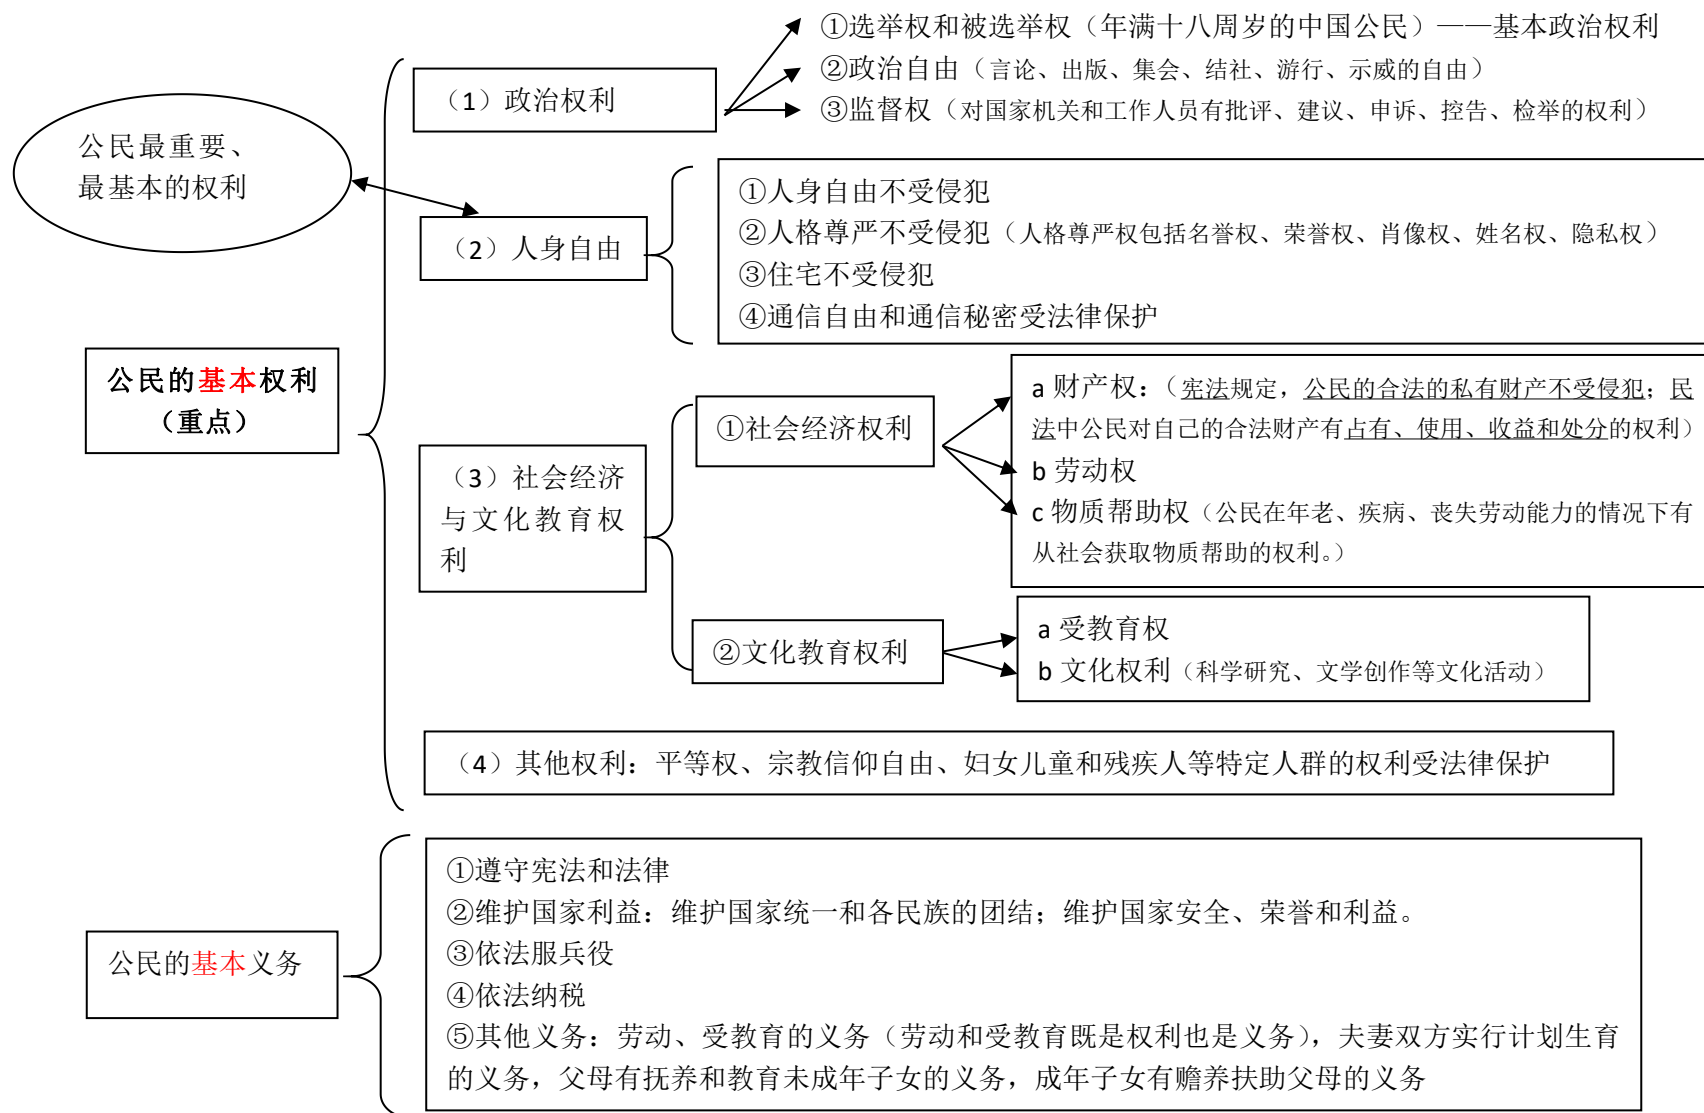 ①选举权和被选举权（年满十八周岁的中国公民）——基本政治权利
②政治自由（言论、出版、集会、结社、游行、示威的自由）
③监督权（对国家机关和工作人员有批评、建议、申诉、控告、检举的权利）
（1）政治权利
公民最重要、
最基本的权利
（2）人身自由
①人身自由不受侵犯
②人格尊严不受侵犯（人格尊严权包括名誉权、荣誉权、肖像权、姓名权、隐私权）
③住宅不受侵犯
④通信自由和通信秘密受法律保护
公民的基本权利
（重点）
（3）社会经济
与文化教育权
利
①社会经济权利
a 财产权：（宪法规定，公民的合法的私有财产不受侵犯；民
法中公民对自己的合法财产有占有、使用、收益和处分的权利）
b 劳动权
c 物质帮助权（公民在年老、疾病、丧失劳动能力的情况下有
从社会获取物质帮助的权利。）
②文化教育权利
a 受教育权
b 文化权利（科学研究、文学创作等文化活动）
（4）其他权利：平等权、宗教信仰自由、妇女儿童和残疾人等特定人群的权利受法律保护
公民的基本义务
①遵守宪法和法律
②维护国家利益：维护国家统一和各民族的团结；维护国家安全、荣誉和利益。
③依法服兵役
④依法纳税
⑤其他义务：劳动、受教育的义务（劳动和受教育既是权利也是义务），夫妻双方实行计划生育
的义务，父母有抚养和教育未成年子女的义务，成年子女有赡养扶助父母的义务